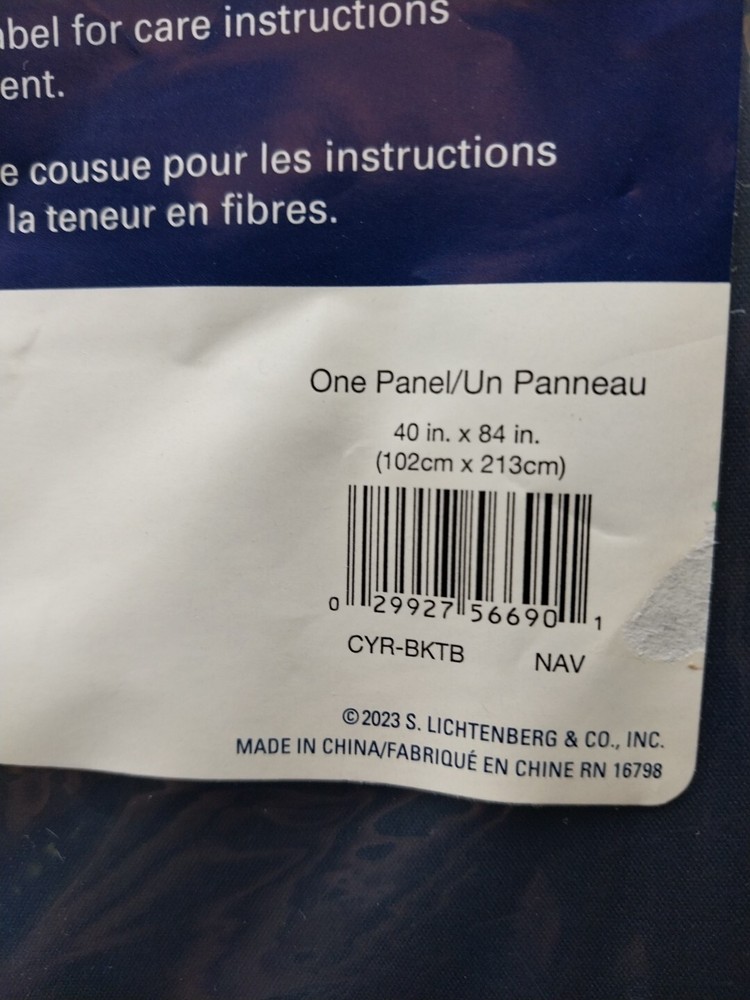 for care instructions
ent.
e cousue pour les instructions
la teneur en fibres.
One Panel/Un Panneau
40 in. x 84 in.
(102cm x 213cm)
0 29927 56690 1
CYR-BKTB NAV
©2023 S. LICHTENBERG & CO., INC.
MADE IN CHINA/FABRIQUÉ EN CHINE RN 16798